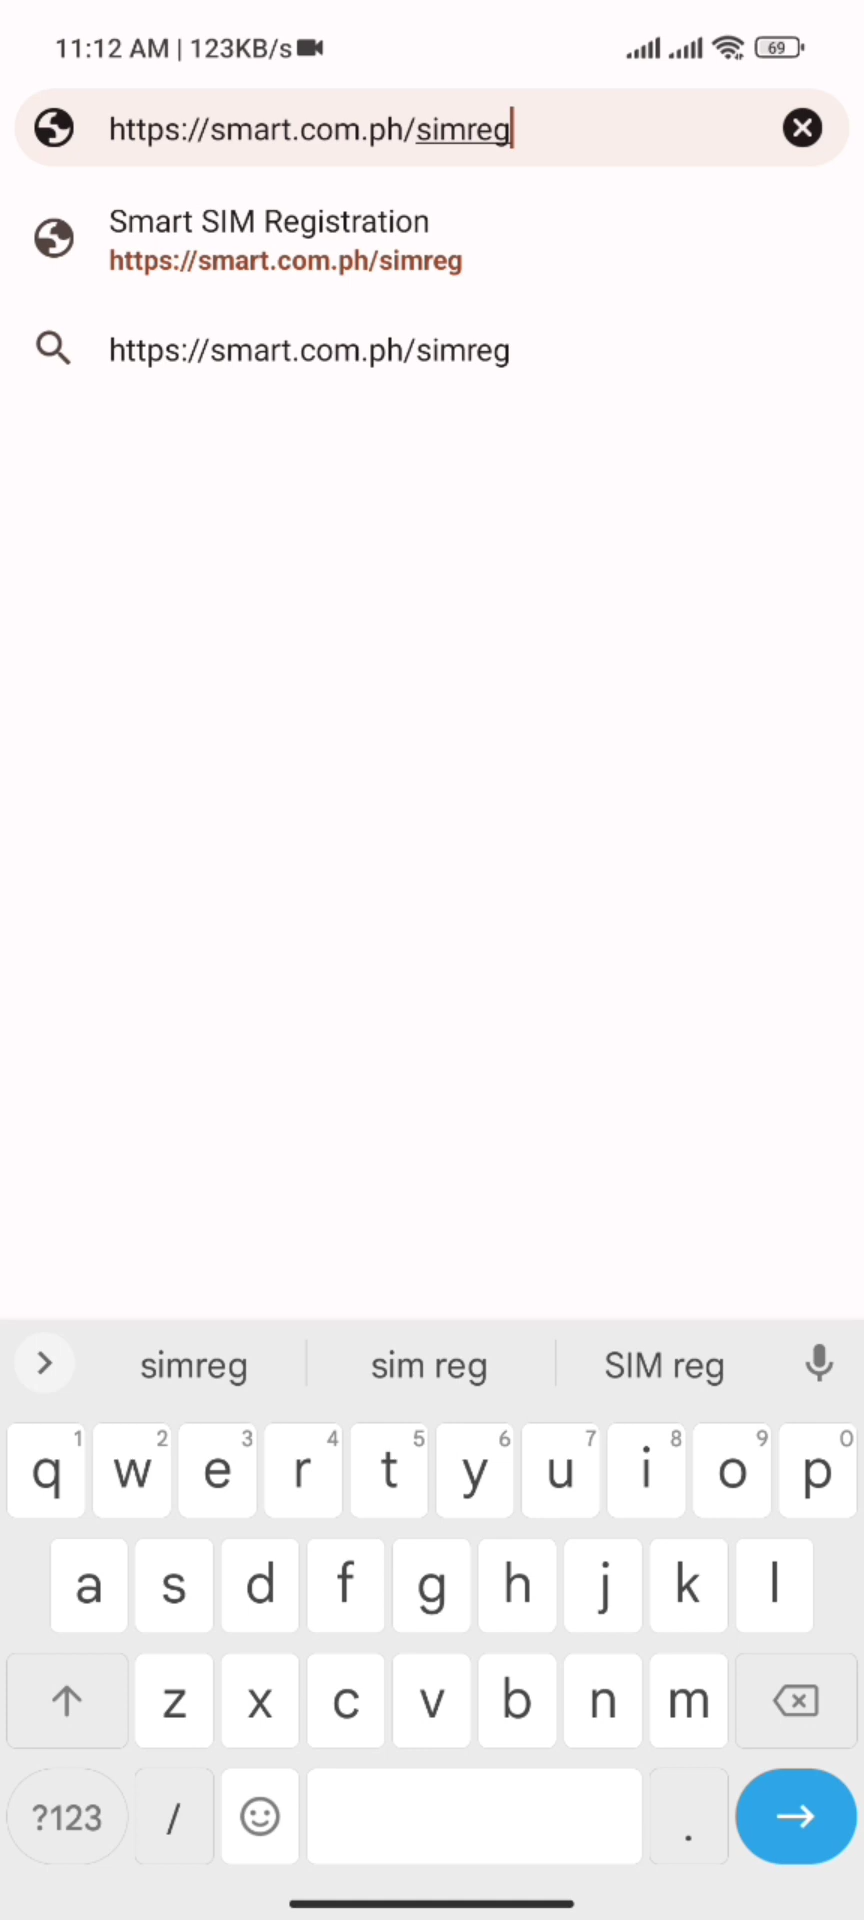 11:12 AM | 123KB/s
69
https://smart.com.ph/simreg
Smart SIM Registration
https://smart.com.ph/simreg
https://smart.com.ph/simreg
simreg sim reg SIM reg
1 2 3 4 5 6 7 8 9 0
q w e r t y u i o p
a s d f g h j k l
z x c v b n m
?123 / .